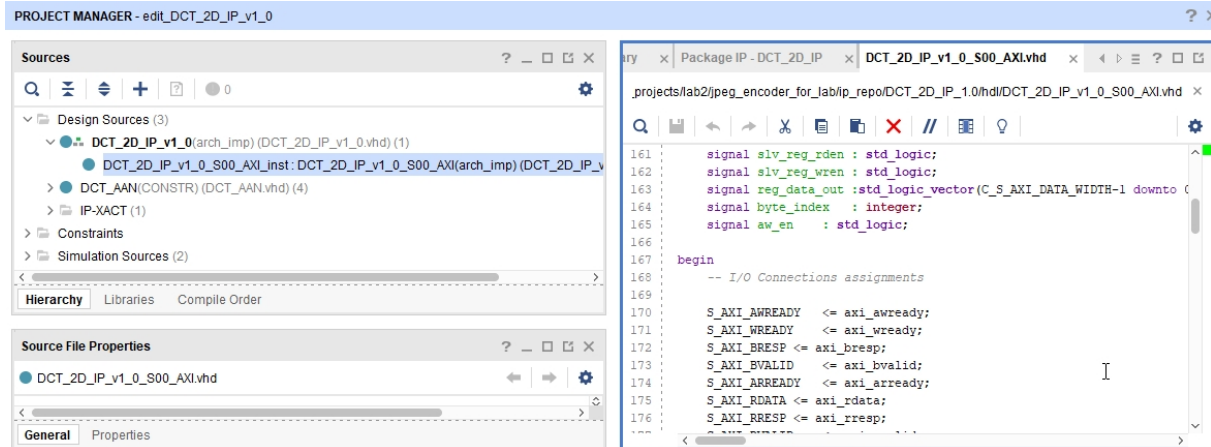 PROJECT MANAGER - edit_DCT_2D_IP_v1_0
Sources
0
Design Sources (3)
DCT_2D_IP_v1_0(arch_imp) (DCT_2D_IP_v1_0.vhd) (1)
DCT_2D_IP_v1_0_S00_AXI_inst : DCT_2D_IP_v1_0_S00_AXI(arch_imp) (DCT_2D_IP_v
DCT_AAN(CONSTR) (DCT_AAN.vhd) (4)
IP-XACT (1)
Constraints
Simulation Sources (2)
Hierarchy Libraries Compile Order
Source File Properties
DCT_2D_IP_v1_0_S00_AXI.vhd
General Properties
ary Package IP - DCT_2D_IP DCT_2D_IP_v1_0_S00_AXI.vhd
_projects/lab2/jpeg_encoder_for_lab/ip_repo/DCT_2D_IP_1.0/hdl/DCT_2D_IP_v1_0_S00_AXI.vhd
161 signal slv_reg_rden : std_logic;
162 signal slv_reg_wren : std_logic;
163 signal reg_data_out :std_logic_vector(C_S_AXI_DATA_WIDTH-1 downto 0
164 signal byte_index : integer;
165 signal aw_en : std_logic;
166
167 begin
168 -- I/O Connections assignments
169
170 S_AXI_AWREADY <= axi_awready;
171 S_AXI_WREADY <= axi_wready;
172 S_AXI_BRESP <= axi_bresp;
173 S_AXI_BVALID <= axi_bvalid;
174 S_AXI_ARREADY <= axi_arready;
175 S_AXI_RDATA <= axi_rdata;
176 S_AXI_RRESP <= axi_rresp;